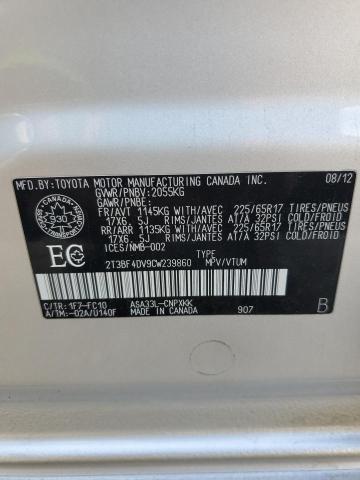 MFD.BY:TOYOTA MOTOR MANUFACTURING CANADA INC. 08/12
GVWR/PNBV:2055KG
GAWR/PNBE:
FR/AVT 1145KG WITH/AVEC 225/65R17 TIRES/PNEUS
17X6.5J RIMS/JANTES AT/A 32PSI COLD/FROID
RR/ARR 1135KG WITH/AVEC 225/65R17 TIRES/PNEUS
17X6.5J RIMS/JANTES AT/A 32PSI COLD/FROID
ICES/NMB-002
930
CANADA
EC
2T3BF4DV9CW239860
TYPE
MPV/VTUM
C/TR:1F7-FC10
A/TM:-02A/U140F
ASA33L-CNPXKK
MADE IN CANADA
907
B